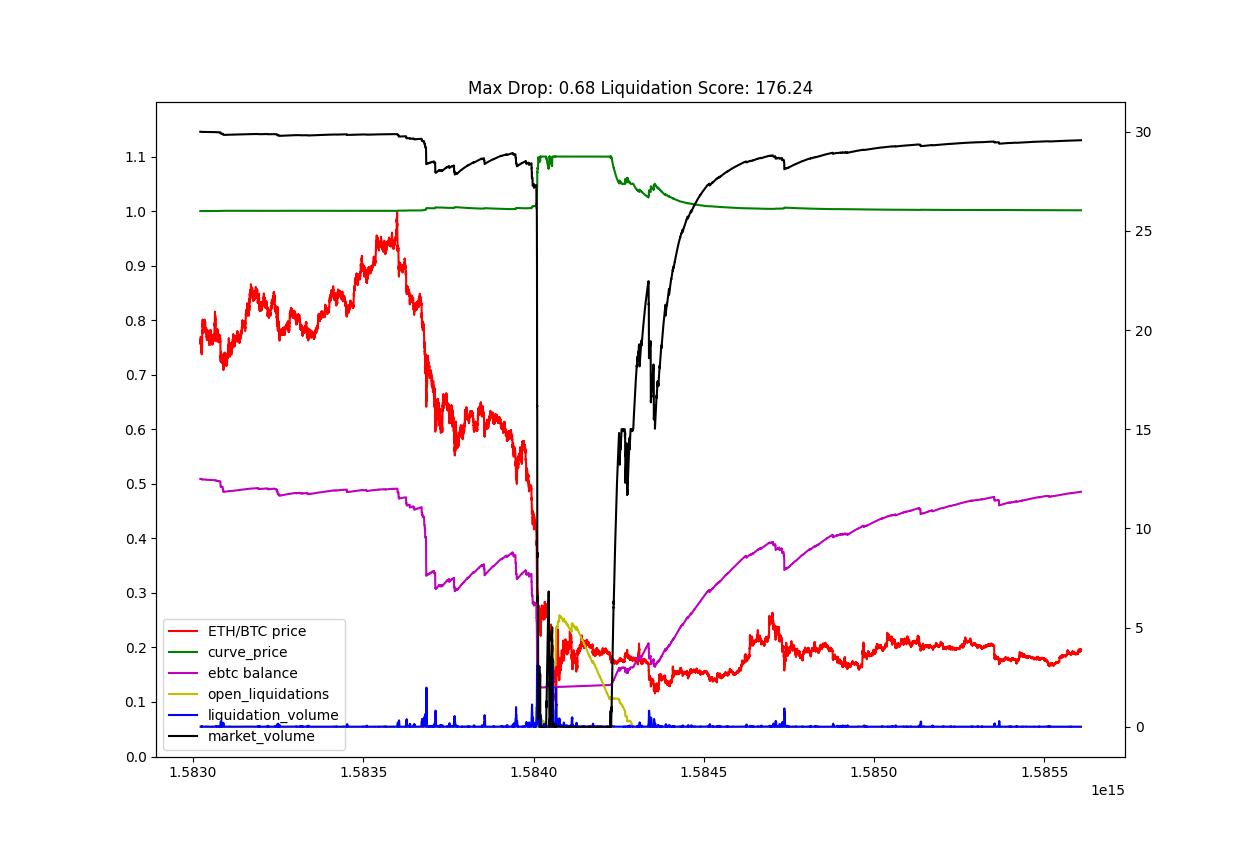 Max Drop: 0.68 Liquidation Score: 176.24
1.1
1.0
0.9
0.8
0.7
0.6
0.5
0.4
0.3
0.2
0.1
0.0
30
25
20
15
10
5
0
ETH/BTC price
curve_price
ebtc balance
open_liquidations
liquidation_volume
market_volume
1.5830 1.5835 1.5840 1.5845 1.5850 1.5855
1e15